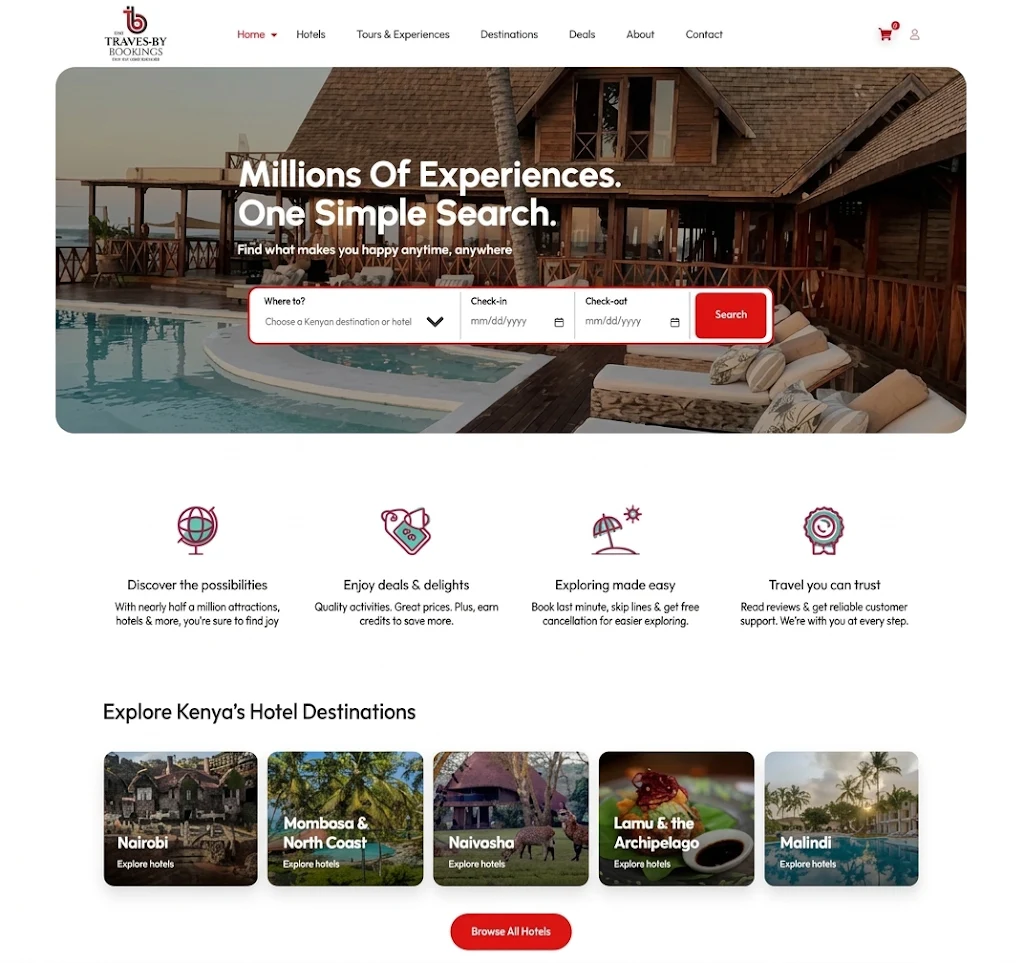 TRAVES-BY
BOOKINGS
Home
Hotels
Tours & Experiences
Destinations
Deals
About
Contact
0
Millions Of Experiences.
One Simple Search.
Find what makes you happy anytime, anywhere
Where to?
Choose a Kenyan destination or hotel
Check-in
mm/dd/yyyy
Check-out
mm/dd/yyyy
Search
Discover the possibilities
With nearly half a million attractions,
hotels & more, you're sure to find joy
Enjoy deals & delights
Quality activities. Great prices. Plus, earn
credits to save more.
Exploring made easy
Book last minute, skip lines & get free
cancellation for easier exploring.
Travel you can trust
Read reviews & get reliable customer
support. We're with you at every step.
Explore Kenya's Hotel Destinations
Nairobi
Explore hotels
Mombasa &
North Coast
Explore hotels
Naivasha
Explore hotels
Lamu & the
Archipelago
Explore hotels
Malindi
Explore hotels
Browse All Hotels